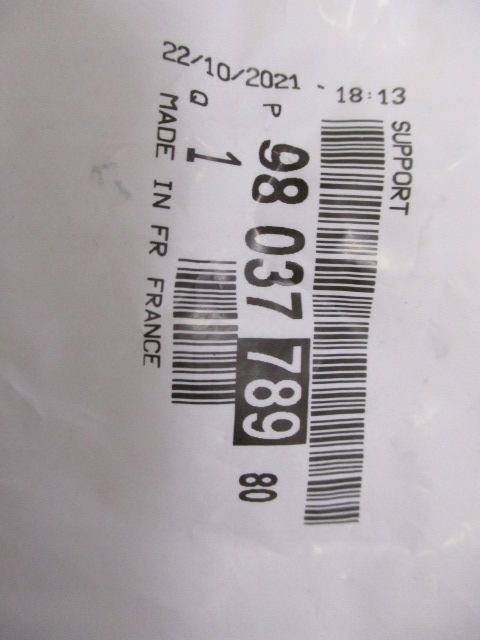 22/10/2021 - 18:13
SUPPORT
P 98 037 789 80
Q 1
MADE IN FR FRANCE